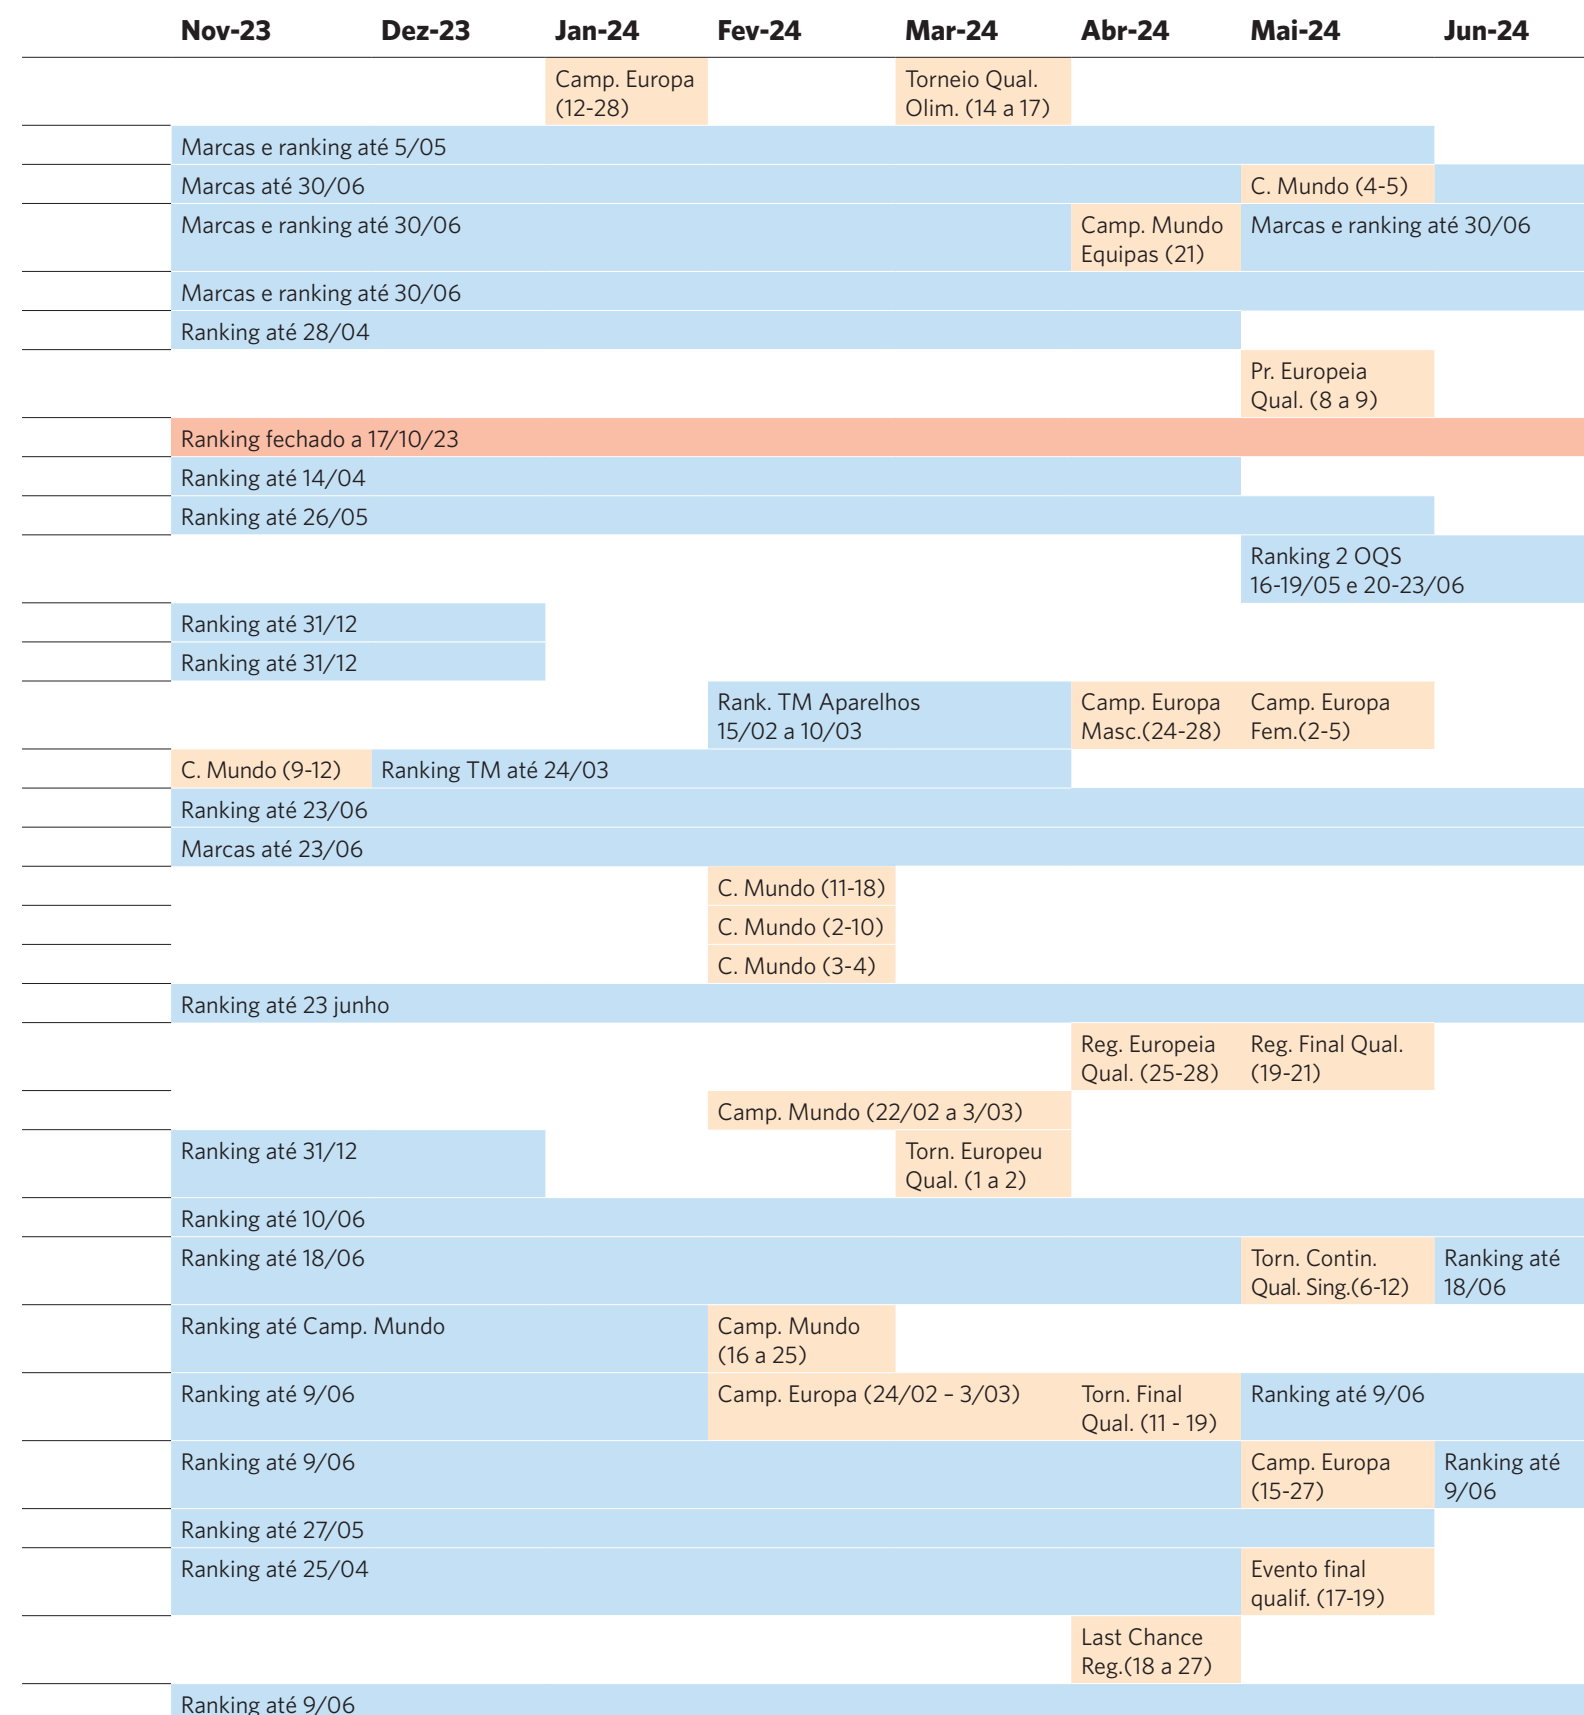 Nov-23 Dez-23 Jan-24 Fev-24 Mar-24 Abr-24 Mai-24 Jun-24
Camp. Europa Torneio Qual.
(12-28) Olim. (14 a 17)
Marcas e ranking até 5/05
Marcas até 30/06 C. Mundo (4-5)
Marcas e ranking até 30/06 Camp. Mundo Marcas e ranking até 30/06
Equipas (21)
Marcas e ranking até 30/06
Ranking até 28/04
Pr. Europeia
Qual. (8 a 9)
Ranking fechado a 17/10/23
Ranking até 14/04
Ranking até 26/05
Ranking 2 OQS
16-19/05 e 20-23/06
Ranking até 31/12
Ranking até 31/12
Rank. TM Aparelhos Camp. Europa Camp. Europa
15/02 a 10/03 Masc.(24-28) Fem.(2-5)
C. Mundo (9-12) Ranking TM até 24/03
Ranking até 23/06
Marcas até 23/06
C. Mundo (11-18)
C. Mundo (2-10)
C. Mundo (3-4)
Ranking até 23 junho
Reg. Europeia Reg. Final Qual.
Qual. (25-28) (19-21)
Camp. Mundo (22/02 a 3/03)
Ranking até 31/12 Torn. Europeu
Qual. (1 a 2)
Ranking até 10/06
Ranking até 18/06 Torn. Contin. Ranking até
Qual. Sing.(6-12) 18/06
Ranking até Camp. Mundo Camp. Mundo
(16 a 25)
Ranking até 9/06 Camp. Europa (24/02 – 3/03) Torn. Final Ranking até 9/06
Qual. (11 - 19)
Ranking até 9/06 Camp. Europa Ranking até
(15-27) 9/06
Ranking até 27/05
Ranking até 25/04 Evento final
qualif. (17-19)
Last Chance
Reg.(18 a 27)
Ranking até 9/06